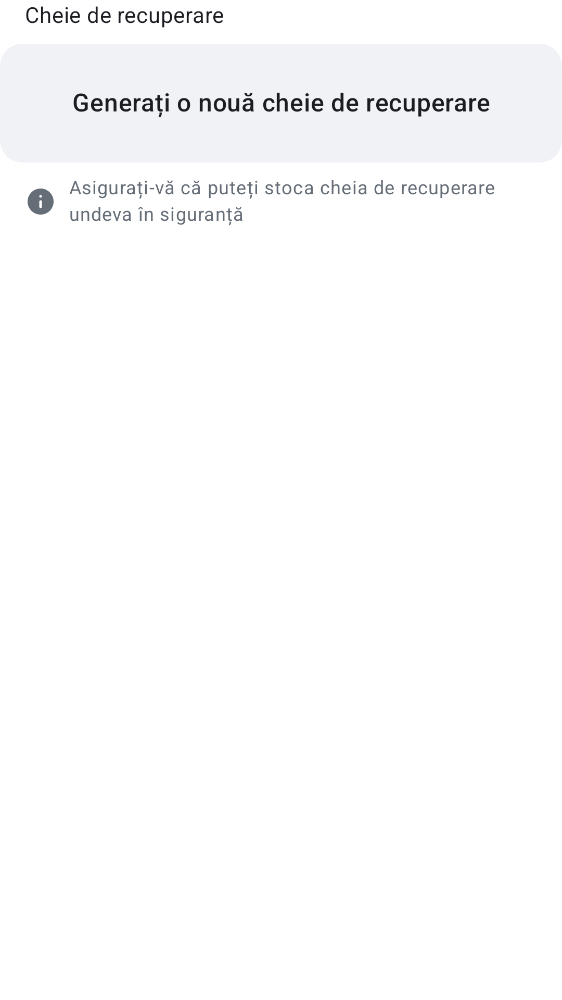 Cheie de recuperare
Generați o nouă cheie de recuperare
Asigurați-vă că puteți stoca cheia de recuperare
undeva în siguranță